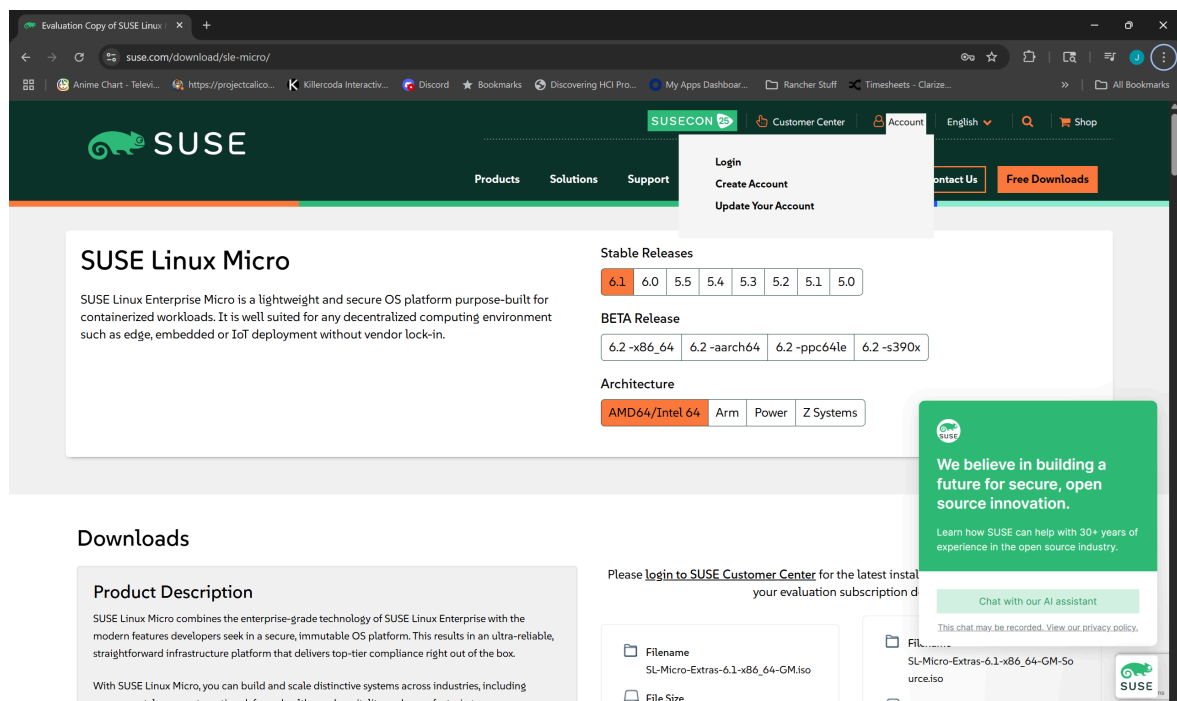 Evaluation Copy of SUSE Linux
suse.com/download/sle-micro/
J
Anime Chart - Televi...
https://projectcalico...
Killercoda Interactiv...
Discord
Bookmarks
Discovering HCI Pro...
My Apps Dashboar...
Rancher Stuff
Timesheets - Clarize...
All Bookmarks
SUSE
SUSECON 25
Customer Center
Account
English
Shop
Login
Create Account
Update Your Account
Products
Solutions
Support
ontact Us
Free Downloads
SUSE Linux Micro
SUSE Linux Enterprise Micro is a lightweight and secure OS platform purpose-built for
containerized workloads. It is well suited for any decentralized computing environment
such as edge, embedded or IoT deployment without vendor lock-in.
Stable Releases
6.1 6.0 5.5 5.4 5.3 5.2 5.1 5.0
BETA Release
6.2 -x86_64 6.2 -aarch64 6.2 -ppc64le 6.2 -s390x
Architecture
AMD64/Intel 64 Arm Power Z Systems
Downloads
Product Description
SUSE Linux Micro combines the enterprise-grade technology of SUSE Linux Enterprise with the
modern features developers seek in a secure, immutable OS platform. This results in an ultra-reliable,
straightforward infrastructure platform that delivers top-tier compliance right out of the box.
With SUSE Linux Micro, you can build and scale distinctive systems across industries, including
Please login to SUSE Customer Center for the latest instal
your evaluation subscription d
Filename
SL-Micro-Extras-6.1-x86_64-GM.iso
File Size
SL-Micro-Extras-6.1-x86_64-GM-So
urce.iso
SUSE
We believe in building a
future for secure, open
source innovation.
Learn how SUSE can help with 30+ years of
experience in the open source industry.
Chat with our AI assistant
This chat may be recorded. View our privacy policy.
SUSE